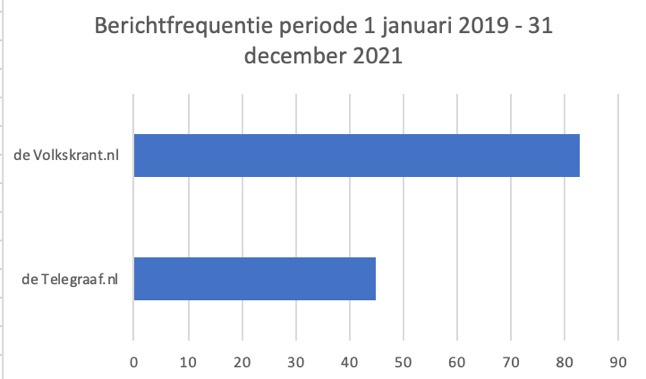 Berichtfrequentie periode 1 januari 2019 - 31
december 2021
de Volkskrant.nl
de Telegraaf.nl
0 10 20 30 40 50 60 70 80 90